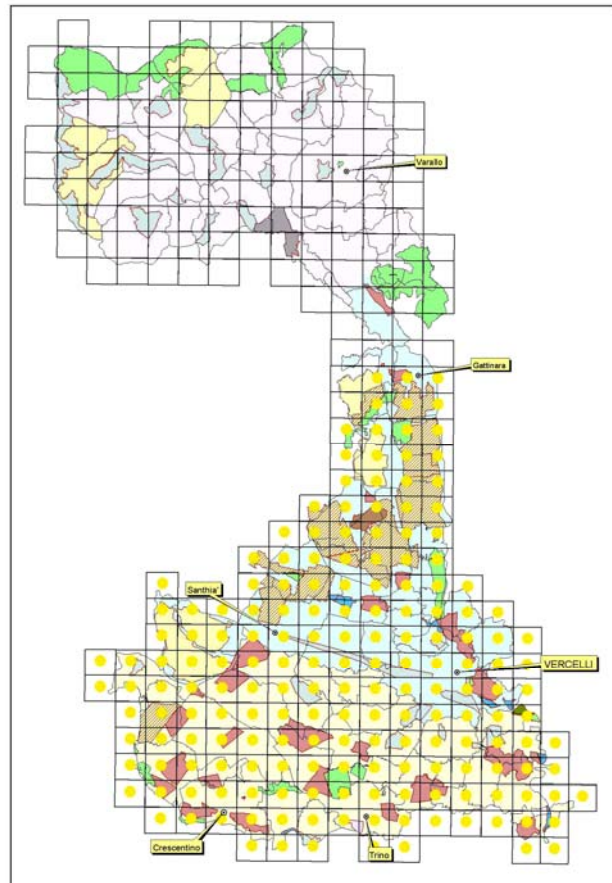 Varallo
Gattinara
Santhia'
VERCELLI
Crescentino
Trino